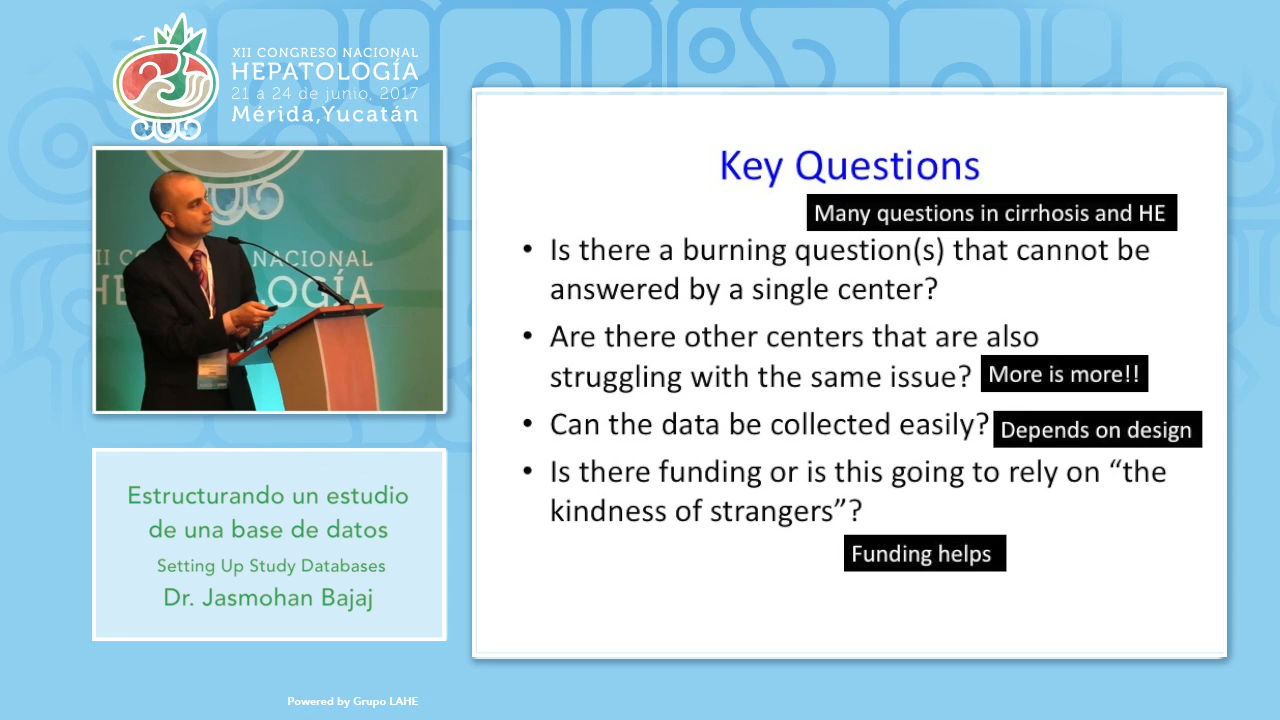 XII CONGRESO NACIONAL
HEPATOLOGÍA
21 a 24 de junio, 2017
Mérida,Yucatán
II CONGRESO NACIONAL
HE OLOGÍA
Estructurando un estudio
de una base de datos
Setting Up Study Databases
Dr. Jasmohan Bajaj
Key Questions
Many questions in cirrhosis and HE
• Is there a burning question(s) that cannot be
answered by a single center?
• Are there other centers that are also
struggling with the same issue? More is more!!
• Can the data be collected easily? Depends on design
• Is there funding or is this going to rely on “the
kindness of strangers”?
Funding helps
Powered by Grupo LAHE